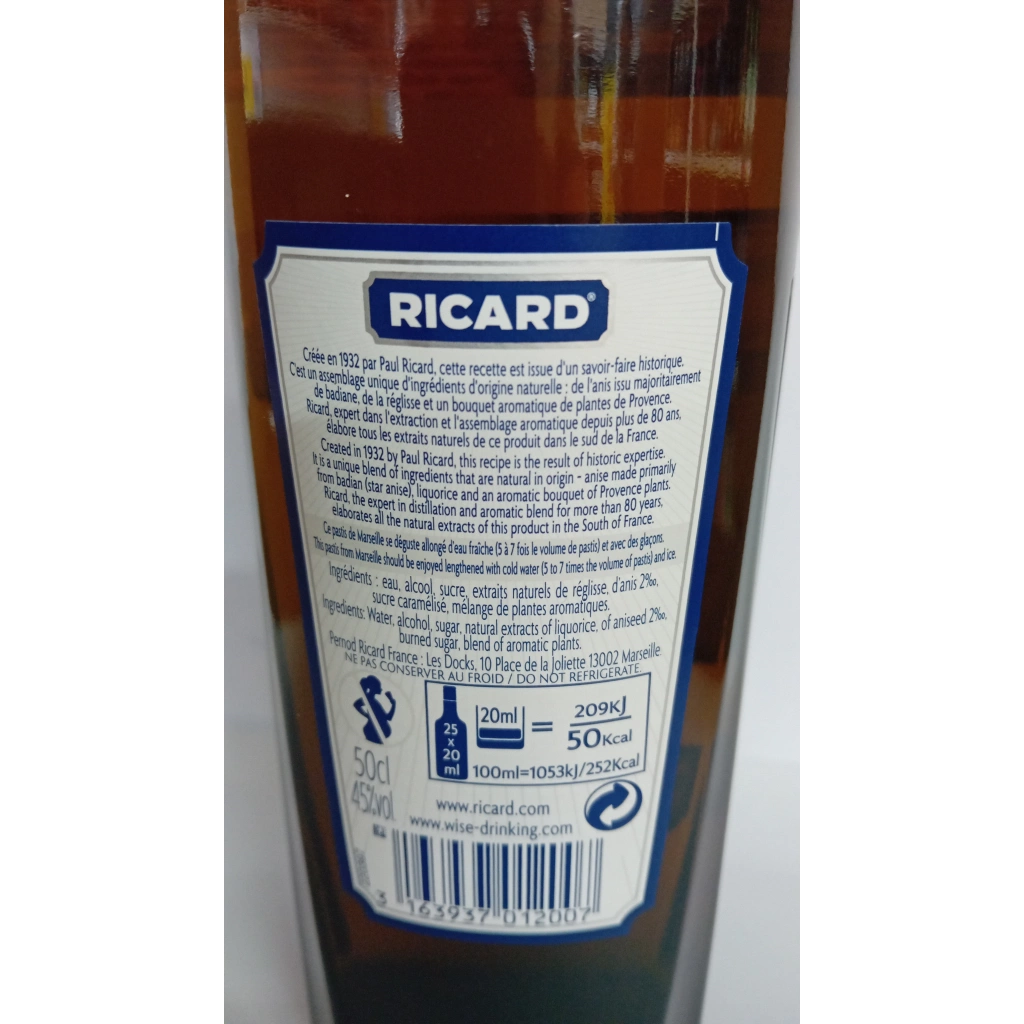 RICARD®
Créée en 1932 par Paul Ricard, cette recette est issue d'un savoir-faire historique.
C'est un assemblage unique d'ingrédients d'origine naturelle : de l'anis issu majoritairement
de badiane, de la réglisse et un bouquet aromatique de plantes de Provence.
Ricard, expert dans l'extraction et l'assemblage aromatique depuis plus de 80 ans,
élabore tous les extraits naturels de ce produit dans le sud de la France.
Created in 1932 by Paul Ricard, this recipe is the result of historic expertise.
It is a unique blend of ingredients that are natural in origin - anise made primarily
from badian (star anise), liquorice and an aromatic bouquet of Provence plants.
Ricard, the expert in distillation and aromatic blend for more than 80 years,
elaborates all the natural extracts of this product in the South of France.
Ce pastis de Marseille se déguste allongé d'eau fraîche (5 à 7 fois le volume de pastis) et avec des glaçons.
This pastis from Marseille should be enjoyed lengthened with cold water (5 to 7 times the volume of pastis) and ice.
Ingrédients : eau, alcool, sucre, extraits naturels de réglisse, d'anis 2‰,
sucre caramélisé, mélange de plantes aromatiques.
Ingredients: Water, alcohol, sugar, natural extracts of liquorice, of aniseed 2‰,
burned sugar, blend of aromatic plants.
Pernod Ricard France : Les Docks, 10 Place de la Joliette 13002 Marseille.
NE PAS CONSERVER AU FROID / DO NOT REFRIGERATE.
25
x
20
ml
20ml = 209KJ
50Kcal
100ml=1053kJ/252Kcal
50cl
45%vol
www.ricard.com
www.wise-drinking.com
3 163937 012007